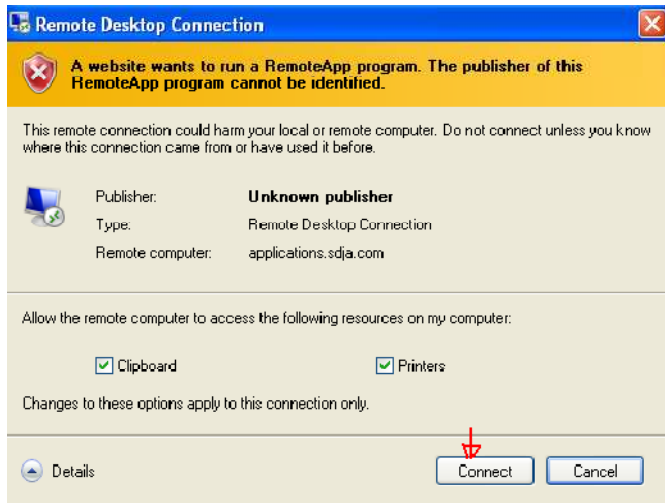 Remote Desktop Connection
A website wants to run a RemoteApp program. The publisher of this
RemoteApp program cannot be identified.
This remote connection could harm your local or remote computer. Do not connect unless you know
where this connection came from or have used it before.
Publisher: Unknown publisher
Type: Remote Desktop Connection
Remote computer: applications.sdja.com
Allow the remote computer to access the following resources on my computer:
Clipboard Printers
Changes to these options apply to this connection only.
Details Connect Cancel